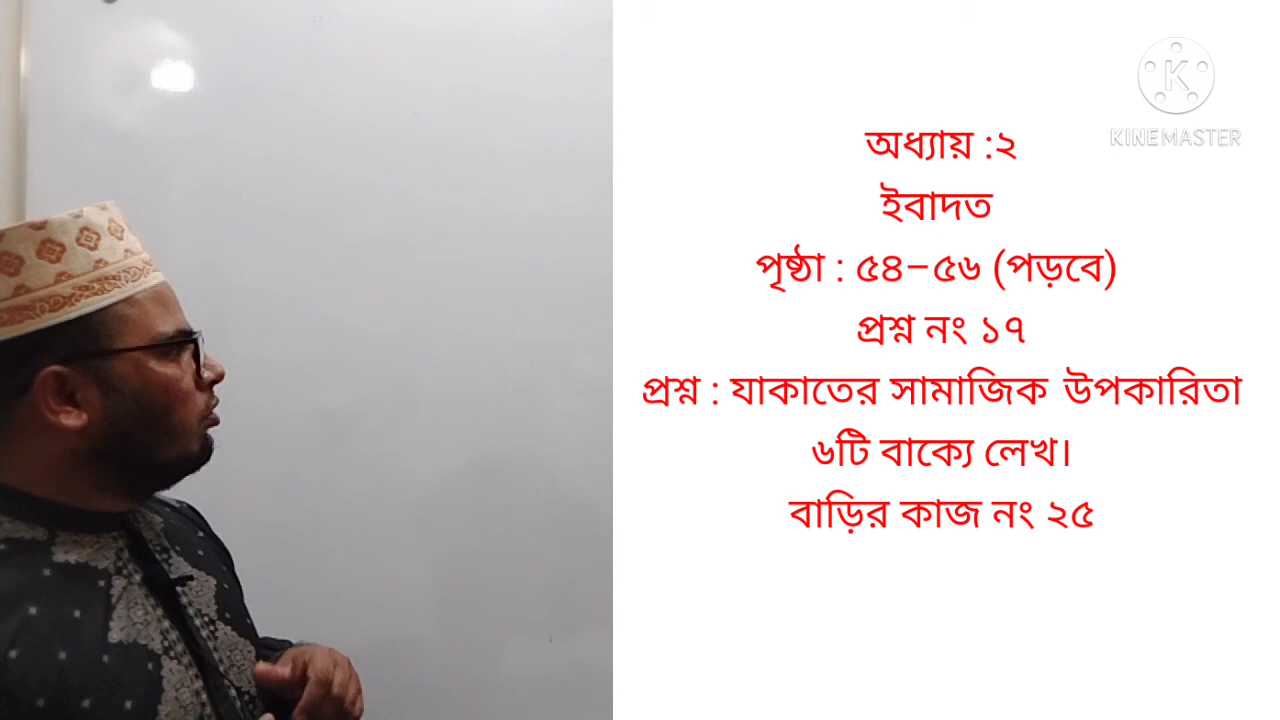 KINEMASTER
অধ্যায় :২
ইবাদত
পৃষ্ঠা : ৫৪–৫৬ (পড়বে)
প্রশ্ন নং ১৭
প্রশ্ন : যাকাতের সামাজিক উপকারিতা
৬টি বাক্যে লেখ।
বাড়ির কাজ নং ২৫